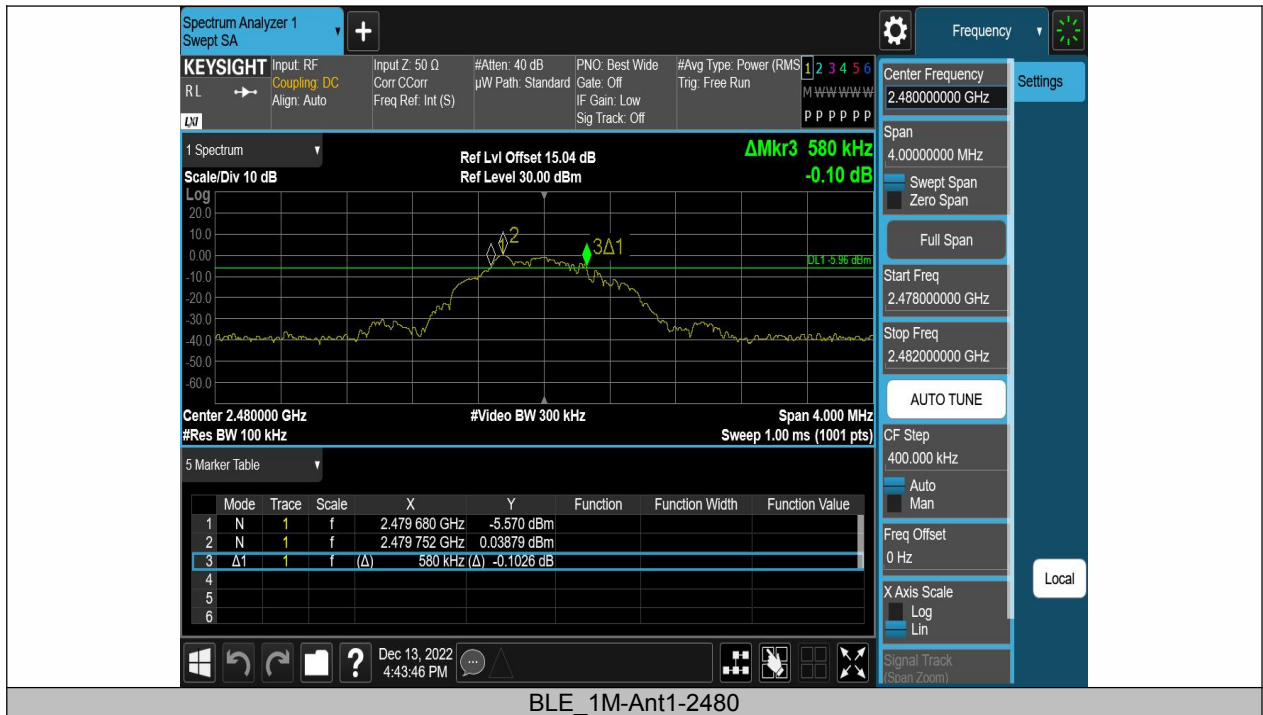 Spectrum Analyzer 1
Swept SA
+
Frequency
KEYSIGHT
RL
LXI
Input: RF
Coupling: DC
Align: Auto
Input Z: 50 Ω
Corr CCorr
Freq Ref: Int (S)
#Atten: 40 dB
µW Path: Standard
PNO: Best Wide
Gate: Off
IF Gain: Low
Sig Track: Off
#Avg Type: Power (RMS
Trig: Free Run
1 2 3 4 5 6
M W W W W W
P P P P P P
1 Spectrum
Scale/Div 10 dB
Ref Lvl Offset 15.04 dB
Ref Level 30.00 dBm
ΔMkr3 580 kHz
-0.10 dB
Log
20.0
10.0
0.00
-10.0
-20.0
-30.0
-40.0
-50.0
-60.0
1
2
3Δ1
DL1 -5.96 dBm
Center 2.480000 GHz
#Res BW 100 kHz
#Video BW 300 kHz
Span 4.000 MHz
Sweep 1.00 ms (1001 pts)
5 Marker Table
Mode Trace Scale X Y Function Function Width Function Value
1 N 1 f 2.479 680 GHz -5.570 dBm
2 N 1 f 2.479 752 GHz 0.03879 dBm
3 Δ1 1 f (Δ) 580 kHz (Δ) -0.1026 dB
4
5
6
?
Dec 13, 2022
4:43:46 PM
Center Frequency
2.480000000 GHz
Settings
Span
4.00000000 MHz
Swept Span
Zero Span
Full Span
Start Freq
2.478000000 GHz
Stop Freq
2.482000000 GHz
AUTO TUNE
CF Step
400.000 kHz
Auto
Man
Freq Offset
0 Hz
X Axis Scale
Log
Lin
Signal Track
(Span Zoom)
Local
BLE_1M-Ant1-2480